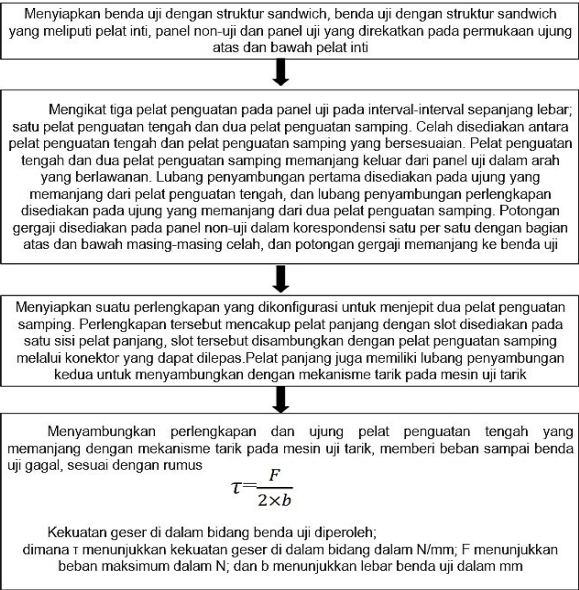 Menyiapkan benda uji dengan struktur sandwich, benda uji dengan struktur sandwich
yang meliputi pelat inti, panel non-uji dan panel uji yang direkatkan pada permukaan ujung
atas dan bawah pelat inti
Mengikat tiga pelat penguatan pada panel uji pada interval-interval sepanjang lebar;
satu pelat penguatan tengah dan dua pelat penguatan samping. Celah disediakan antara
pelat penguatan tengah dan pelat penguatan samping yang bersesuaian. Pelat penguatan
tengah dan dua pelat penguatan samping memanjang keluar dari panel uji dalam arah
yang berlawanan. Lubang penyambungan pertama disediakan pada ujung yang
memanjang dari pelat penguatan tengah, dan lubang penyambungan perlengkapan
disediakan pada ujung yang memanjang dari dua pelat penguatan samping. Potongan
gergaji disediakan pada panel non-uji dalam korespondensi satu per satu dengan bagian
atas dan bawah masing-masing celah, dan potongan gergaji memanjang ke benda uji
Menyiapkan suatu perlengkapan yang dikonfigurasi untuk menjepit dua pelat penguatan
samping. Perlengkapan tersebut mencakup pelat panjang dengan slot disediakan pada
satu sisi pelat panjang, slot tersebut disambungkan dengan pelat penguatan samping
melalui konektor yang dapat dilepas.Pelat panjang juga memiliki lubang penyambungan
kedua untuk menyambungkan dengan mekanisme tarik pada mesin uji tarik
Menyambungkan perlengkapan dan ujung pelat penguatan tengah yang
memanjang dengan mekanisme tarik pada mesin uji tarik, memberi beban sampai benda
uji gagal, sesuai dengan rumus
τ=F/2×b
Kekuatan geser di dalam bidang benda uji diperoleh;
dimana τ menunjukkan kekuatan geser di dalam bidang dalam N/mm; F menunjukkan
beban maksimum dalam N; dan b menunjukkan lebar benda uji dalam mm